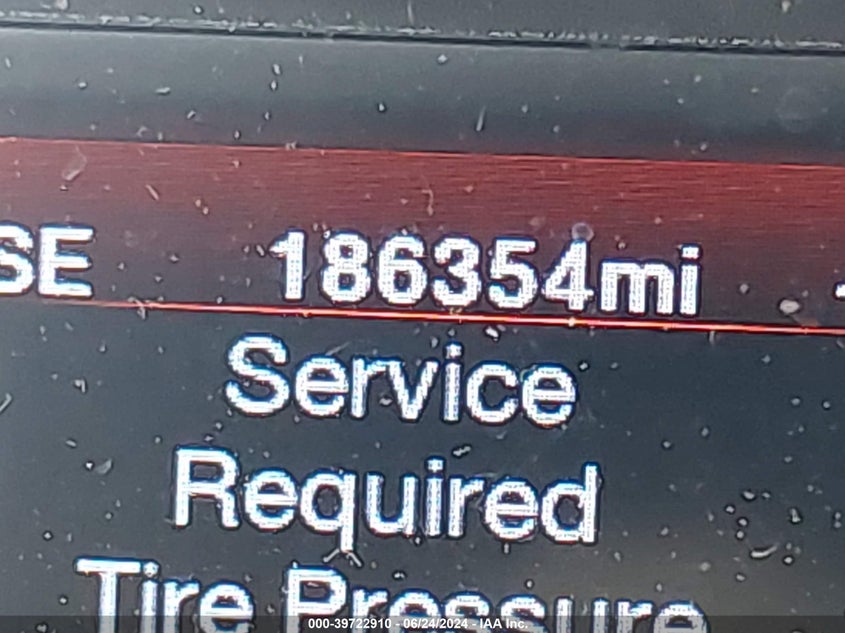 SE 186354mi
Service
Required
Tire Pressure
000-39722910 - 06/24/2024 - IAA Inc.